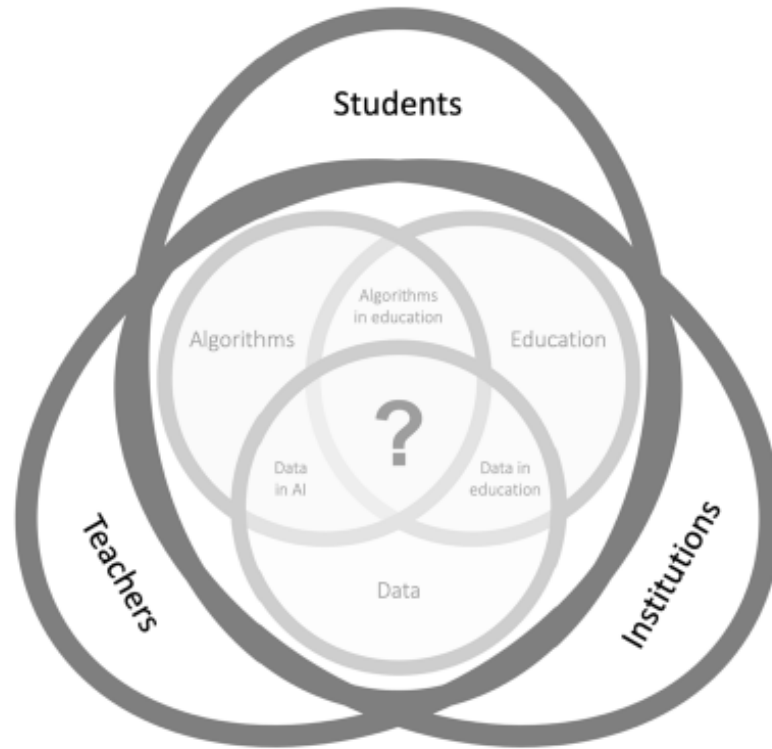 Students
Algorithms
in education
Algorithms
Education
?
Data
in AI
Data in
education
Data
Teachers
Institutions